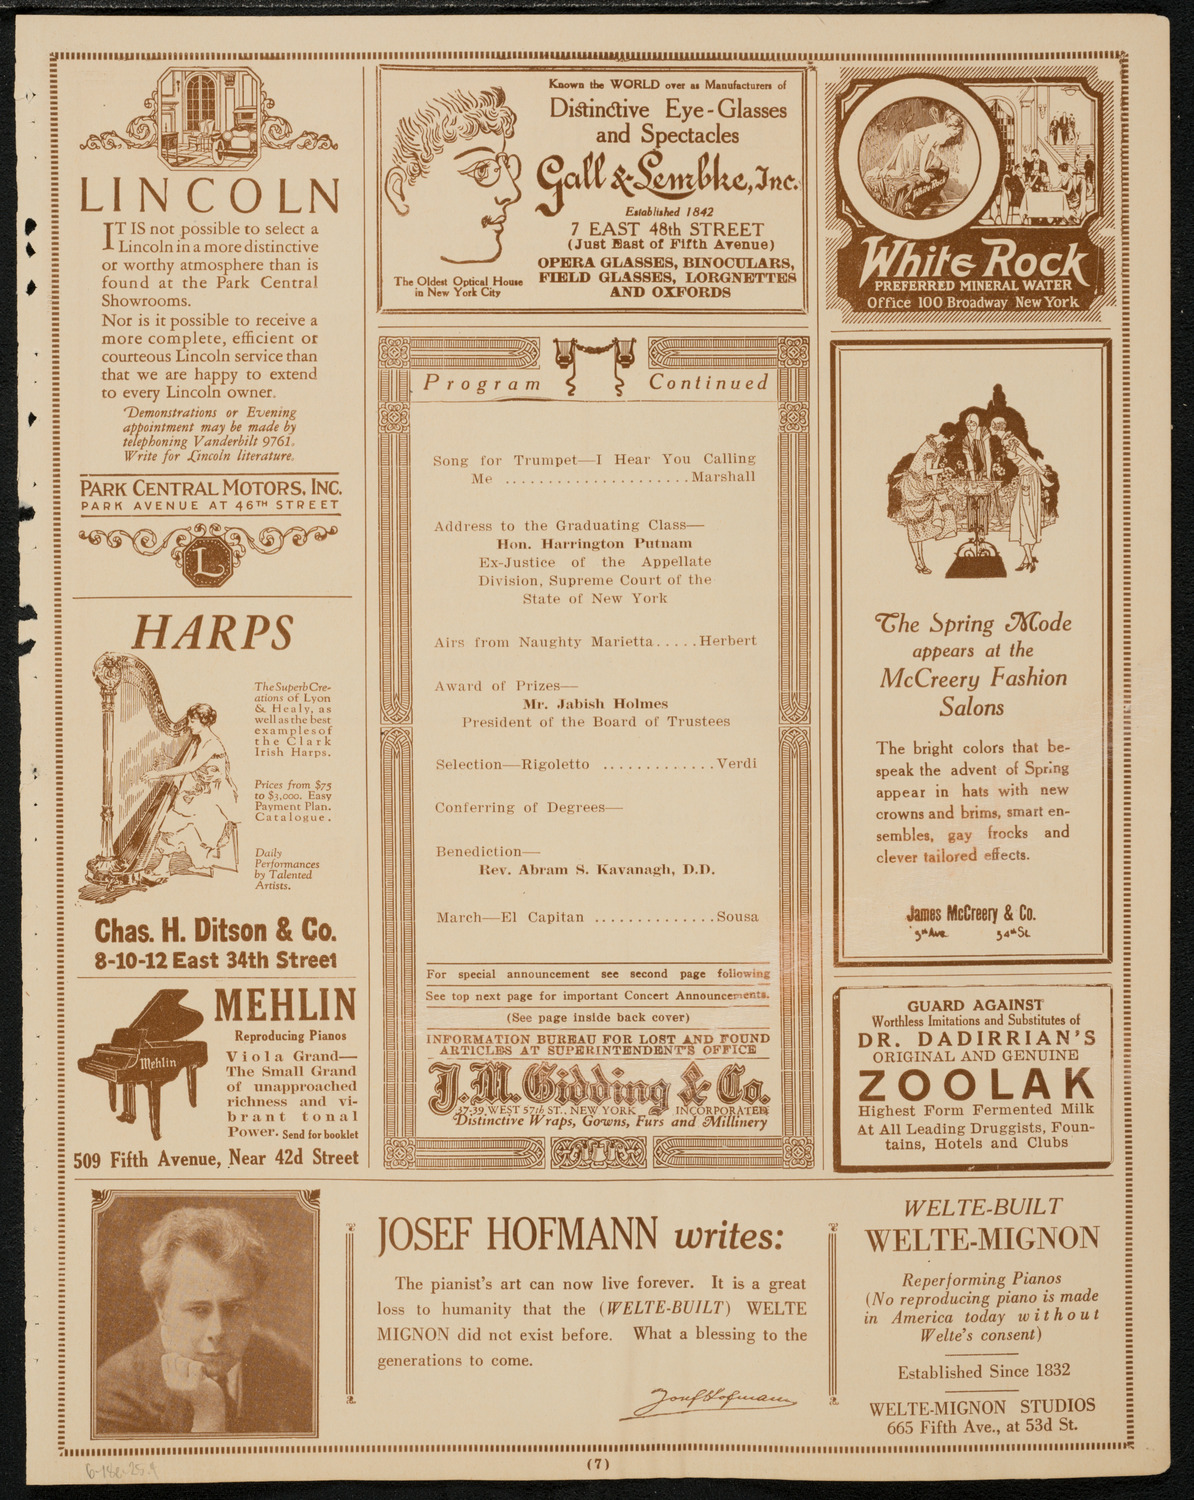 LINCOLN
IT IS not possible to select a
Lincoln in a more distinctive
or worthy atmosphere than is
found at the Park Central
Showrooms.
Nor is it possible to receive a
more complete, efficient or
courteous Lincoln service than
that we are happy to extend
to every Lincoln owner.
Demonstrations or Evening
appointment may be made by
telephoning Vanderbilt 9761.
Write for Lincoln literature.
PARK CENTRAL MOTORS, INC.
PARK AVENUE AT 46TH STREET
L
HARPS
The Superb Cre-
ations of Lyon
& Healy, as
well as the best
examples of
the Clark
Irish Harps.
Prices from $75
to $3,000. Easy
Payment Plan.
Catalogue.
Daily
Performances
by Talented
Artists.
Chas. H. Ditson & Co.
8-10-12 East 34th Street
MEHLIN
Reproducing Pianos
Viola Grand—
The Small Grand
of unapproached
richness and vi-
brant tonal
Power. Send for booklet
Mehlin
509 Fifth Avenue, Near 42d Street
Known the WORLD over as Manufacturers of
Distinctive Eye-Glasses
and Spectacles
Gall & Lembke, Inc.
Established 1842
7 EAST 48th STREET
(Just East of Fifth Avenue)
OPERA GLASSES, BINOCULARS,
FIELD GLASSES, LORGNETTES
AND OXFORDS
The Oldest Optical House
in New York City
Program Continued
Song for Trumpet—I Hear You Calling
Me .....................Marshall
Address to the Graduating Class—
Hon. Harrington Putnam
Ex-Justice of the Appellate
Division, Supreme Court of the
State of New York
Airs from Naughty Marietta.....Herbert
Award of Prizes—
Mr. Jabish Holmes
President of the Board of Trustees
Selection—Rigoletto .............Verdi
Conferring of Degrees—
Benediction—
Rev. Abram S. Kavanagh, D.D.
March—El Capitan ..............Sousa
For special announcement see second page following
See top next page for important Concert Announcements.
(See page inside back cover)
INFORMATION BUREAU FOR LOST AND FOUND
ARTICLES AT SUPERINTENDENT'S OFFICE
J.M. Gidding & Co.
37-39, WEST 57th ST., NEW YORK INCORPORATED
Distinctive Wraps, Gowns, Furs and Millinery
White Rock
White Rock
PREFERRED MINERAL WATER
Office 100 Broadway New York
The Spring Mode
appears at the
McCreery Fashion
Salons
The bright colors that be-
speak the advent of Spring
appear in hats with new
crowns and brims, smart en-
sembles, gay frocks and
clever tailored effects.
James McCreery & Co.
5th Ave. 34th St.
GUARD AGAINST
Worthless Imitations and Substitutes of
DR. DADIRRIAN'S
ORIGINAL AND GENUINE
ZOOLAK
Highest Form Fermented Milk
At All Leading Druggists, Foun-
tains, Hotels and Clubs
JOSEF HOFMANN writes:
The pianist's art can now live forever. It is a great
loss to humanity that the (WELTE-BUILT) WELTE
MIGNON did not exist before. What a blessing to the
generations to come.
Josef Hofmann
WELTE-BUILT
WELTE-MIGNON
Reperforming Pianos
(No reproducing piano is made
in America today without
Welte's consent)
Established Since 1832
WELTE-MIGNON STUDIOS
665 Fifth Ave., at 53d St.
(7)